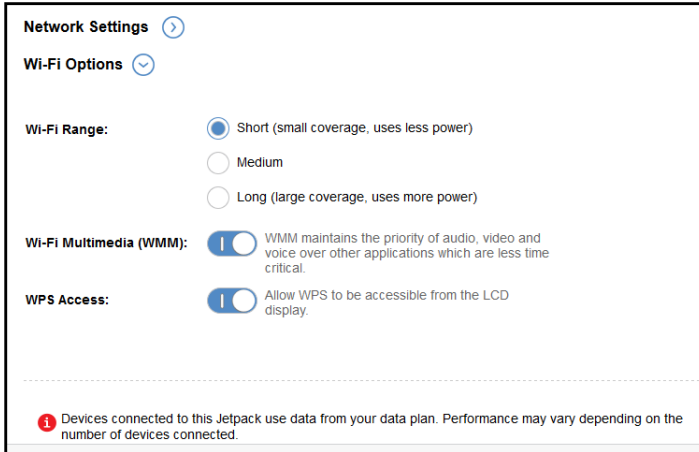 Network Settings
Wi-Fi Options
Wi-Fi Range:
Short (small coverage, uses less power)
Medium
Long (large coverage, uses more power)
Wi-Fi Multimedia (WMM):
WMM maintains the priority of audio, video and
voice over other applications which are less time
critical.
WPS Access:
Allow WPS to be accessible from the LCD
display.
Devices connected to this Jetpack use data from your data plan. Performance may vary depending on the
number of devices connected.